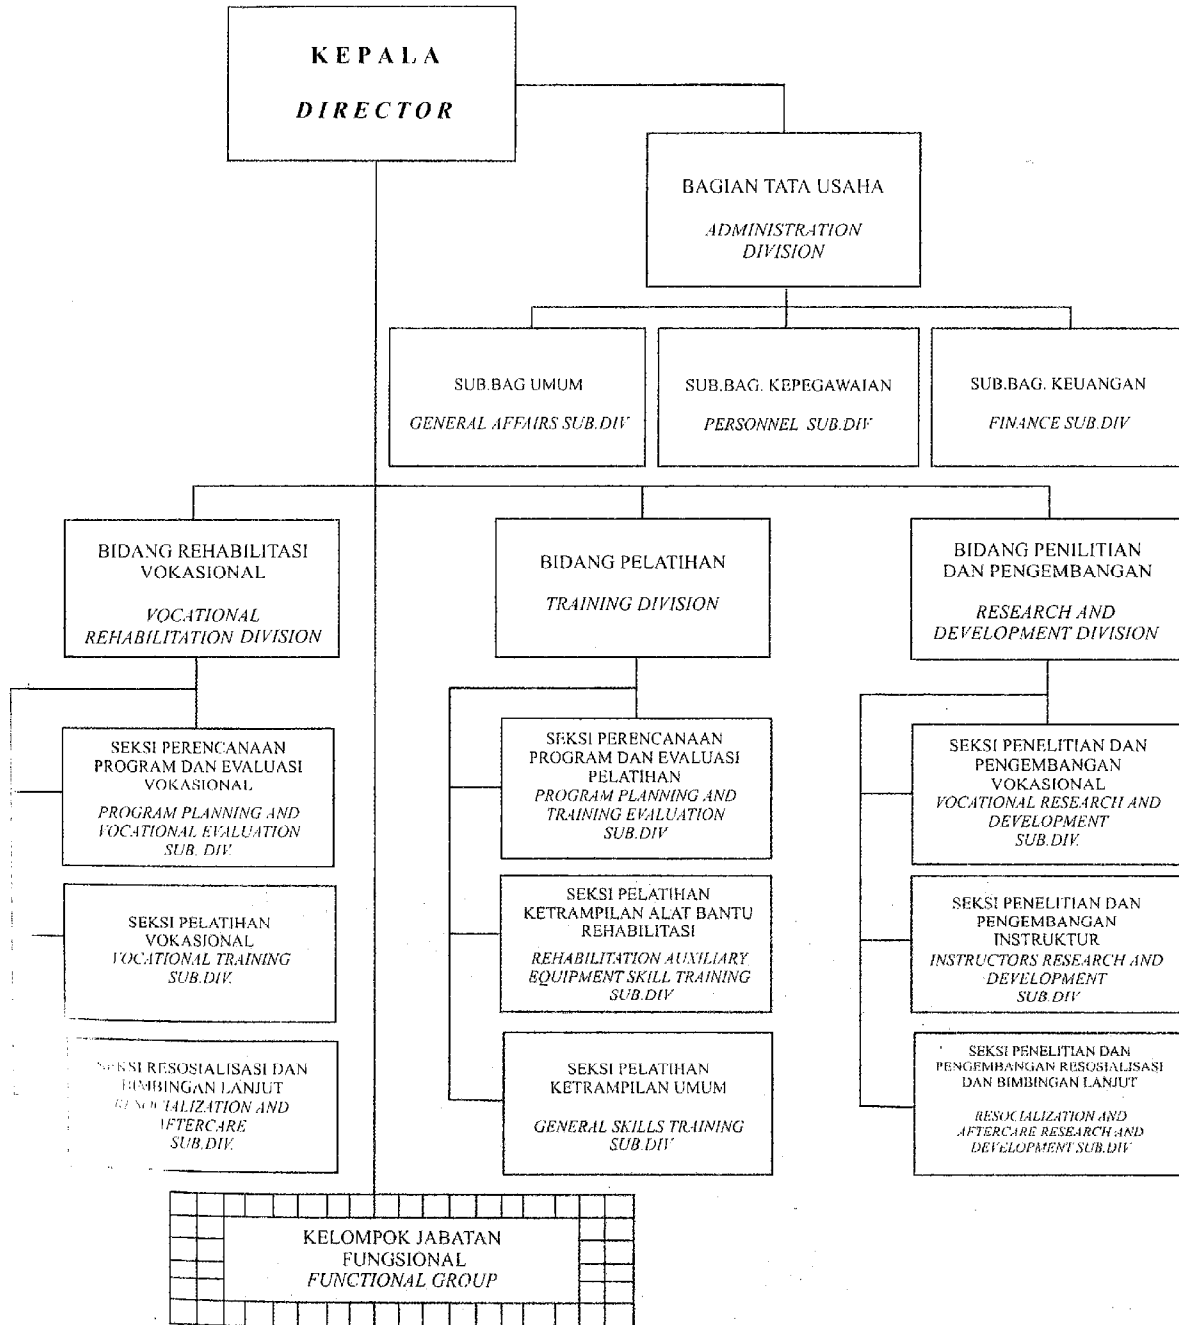 KEPALA
DIRECTOR
BAGIAN TATA USAHA
ADMINISTRATION
DIVISION
SUB.BAG UMUM
GENERAL AFFAIRS SUB.DIV
SUB.BAG. KEPEGAWAIAN
PERSONNEL SUB.DIV
SUB.BAG. KEUANGAN
FINANCE SUB.DIV
BIDANG REHABILITASI
VOKASIONAL
VOCATIONAL
REHABILITATION DIVISION
BIDANG PELATIHAN
TRAINING DIVISION
BIDANG PENILITIAN
DAN PENGEMBANGAN
RESEARCH AND
DEVELOPMENT DIVISION
SEKSI PERENCANAAN
PROGRAM DAN EVALUASI
VOKASIONAL
PROGRAM PLANNING AND
VOCATIONAL EVALUATION
SUB. DIV.
SEKSI PERENCANAAN
PROGRAM DAN EVALUASI
PELATIHAN
PROGRAM PLANNING AND
TRAINING EVALUATION
SUB.DIV
SEKSI PENELITIAN DAN
PENGEMBANGAN
VOKASIONAL
VOCATIONAL RESEARCH AND
DEVELOPMENT
SUB.DIV.
SEKSI PELATIHAN
VOKASIONAL
VOCATIONAL TRAINING
SUB.DIV.
SEKSI PELATIHAN
KETRAMPILAN ALAT BANTU
REHABILITASI
REHABILITATION AUXILIARY
EQUIPMENT SKILL TRAINING
SUB.DIV
SEKSI PENELITIAN DAN
PENGEMBANGAN
INSTRUKTUR
INSTRUCTORS RESEARCH AND
DEVELOPMENT
SUB.DIV
SEKSI RESOSIALISASI DAN
BIMBINGAN LANJUT
RESOCIALIZATION AND
AFTERCARE
SUB.DIV.
SEKSI PELATIHAN
KETRAMPILAN UMUM
GENERAL SKILLS TRAINING
SUB.DIV
SEKSI PENELITIAN DAN
PENGEMBANGAN RESOSIALISASI
DAN BIMBINGAN LANJUT
RESOCIALIZATION AND
AFTERCARE RESEARCH AND
DEVELOPMENT SUB.DIV
KELOMPOK JABATAN
FUNGSIONAL
FUNCTIONAL GROUP